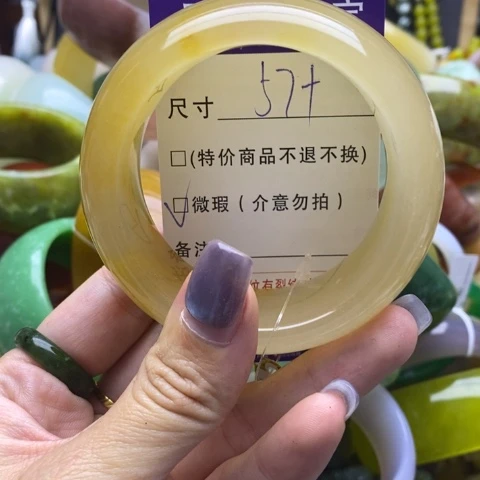 尺寸 57+
□(特价商品不退不换)
□微瑕(介意勿拍)
备注